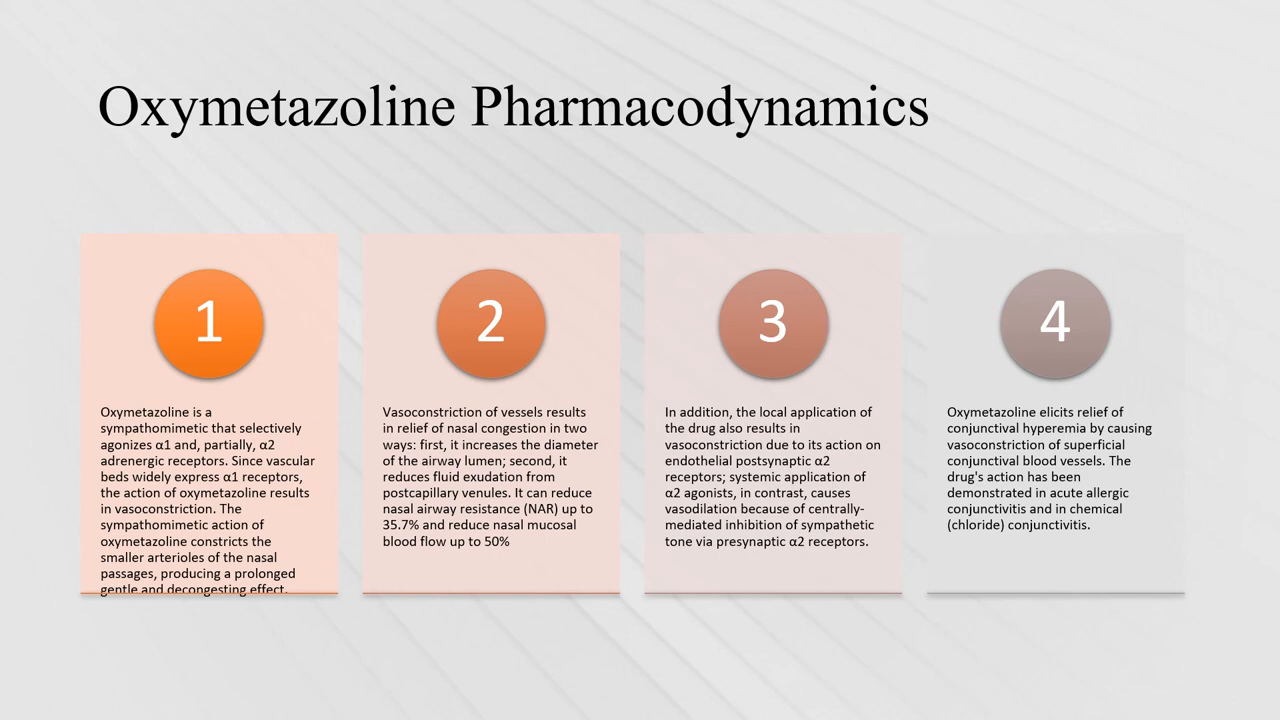 Oxymetazoline Pharmacodynamics
1
Oxymetazoline is a
sympathomimetic that selectively
agonizes α1 and, partially, α2
adrenergic receptors. Since vascular
beds widely express α1 receptors,
the action of oxymetazoline results
in vasoconstriction. The
sympathomimetic action of
oxymetazoline constricts the
smaller arterioles of the nasal
passages, producing a prolonged
gentle and decongesting effect.
2
Vasoconstriction of vessels results
in relief of nasal congestion in two
ways: first, it increases the diameter
of the airway lumen; second, it
reduces fluid exudation from
postcapillary venules. It can reduce
nasal airway resistance (NAR) up to
35.7% and reduce nasal mucosal
blood flow up to 50%
3
In addition, the local application of
the drug also results in
vasoconstriction due to its action on
endothelial postsynaptic α2
receptors; systemic application of
α2 agonists, in contrast, causes
vasodilation because of centrally-
mediated inhibition of sympathetic
tone via presynaptic α2 receptors.
4
Oxymetazoline elicits relief of
conjunctival hyperemia by causing
vasoconstriction of superficial
conjunctival blood vessels. The
drug's action has been
demonstrated in acute allergic
conjunctivitis and in chemical
(chloride) conjunctivitis.